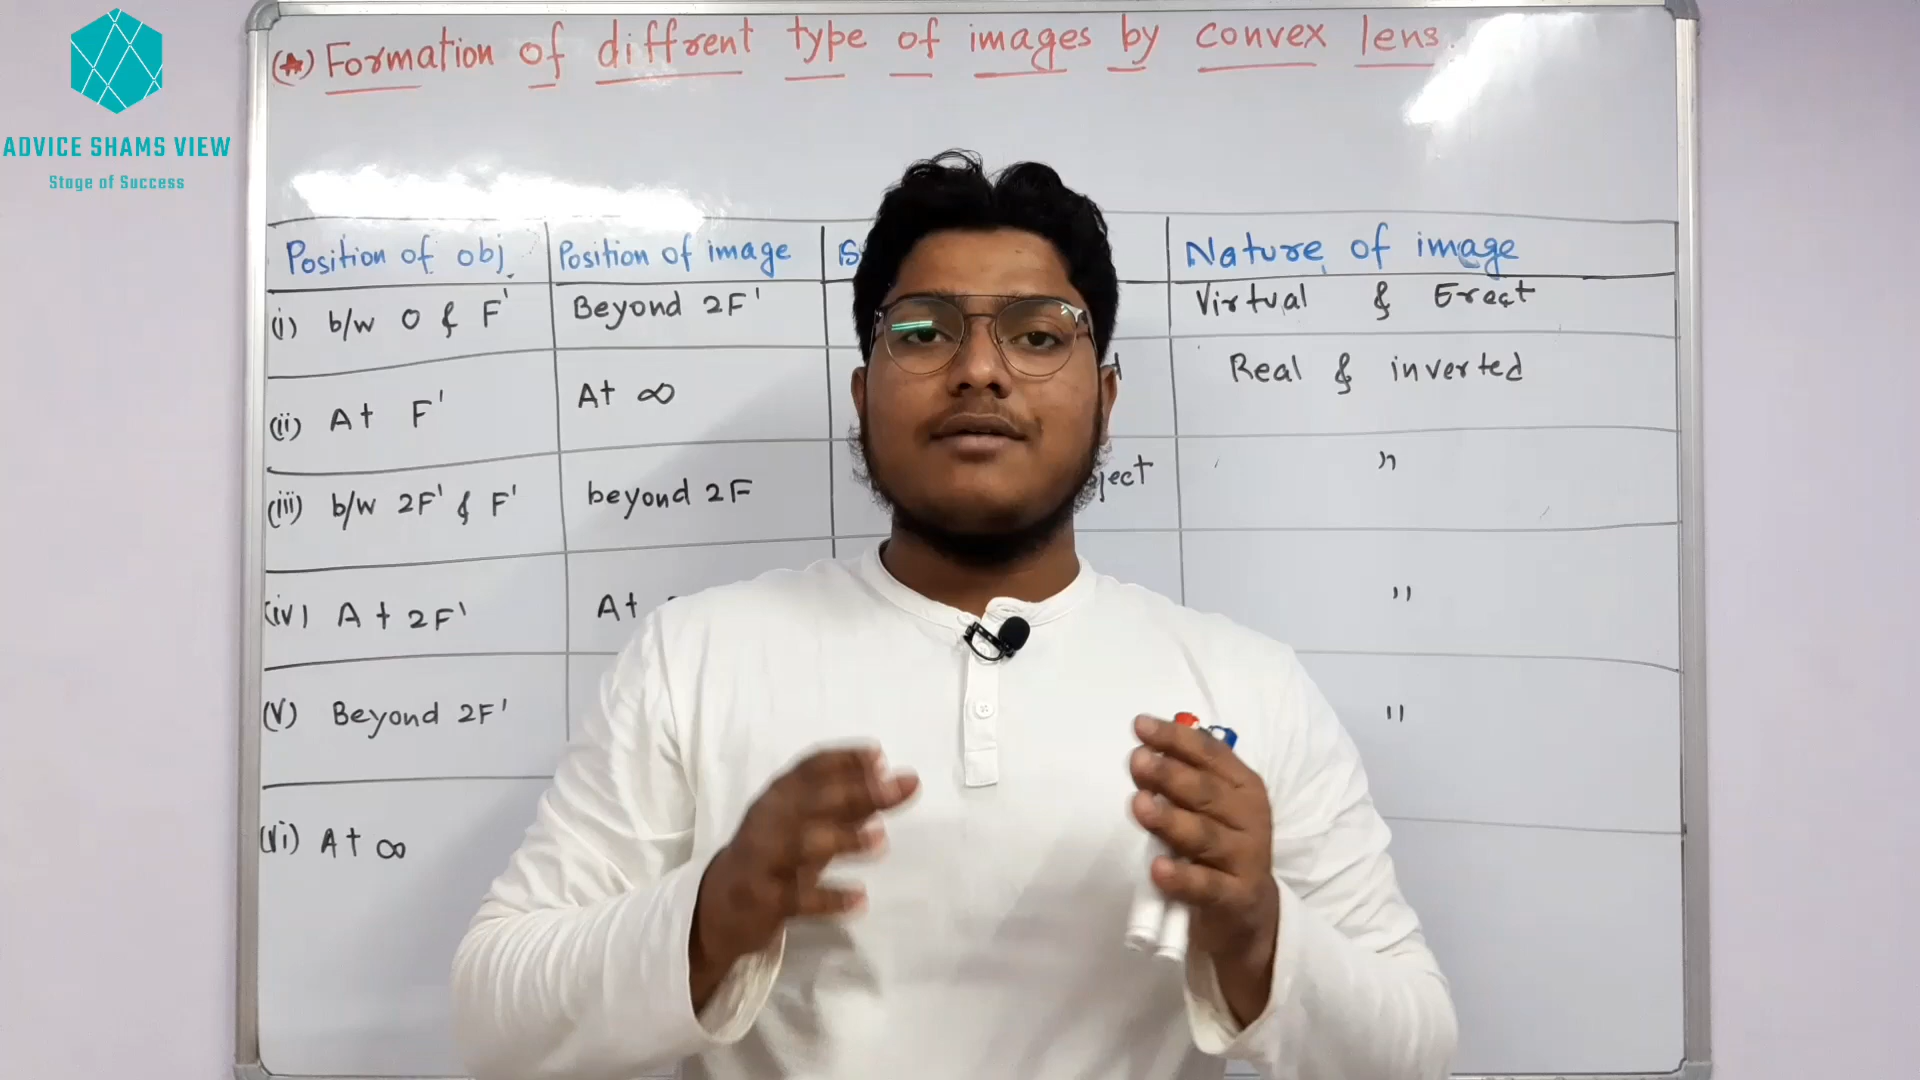 ADVICE SHAMS VIEW
Stage of Success
(*) Formation of diffrent type of images by convex lens.
Position of obj. Position of image Nature of image
(i) b/w O & F' Beyond 2F' Virtual & Erect
(ii) At F' At ∞ Real & inverted
(iii) b/w 2F' & F' beyond 2F "
(iv) At 2F' At "
(v) Beyond 2F' "
(vi) At ∞